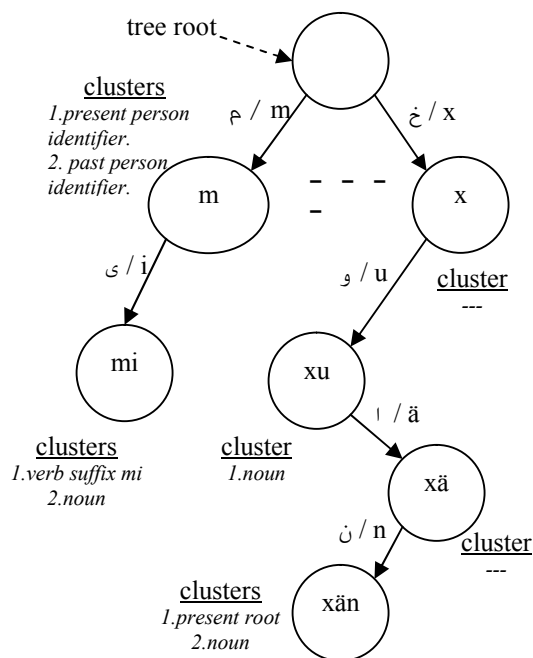 tree root
clusters
1.present person
identifier.
2. past person
identifier.
م / m
خ / x
m
- - -
-
x
ی / i
و / u
cluster
---
mi
xu
clusters
1.verb suffix mi
2.noun
cluster
1.noun
ا / ä
xä
ن / n
cluster
---
clusters
1.present root
2.noun
xän